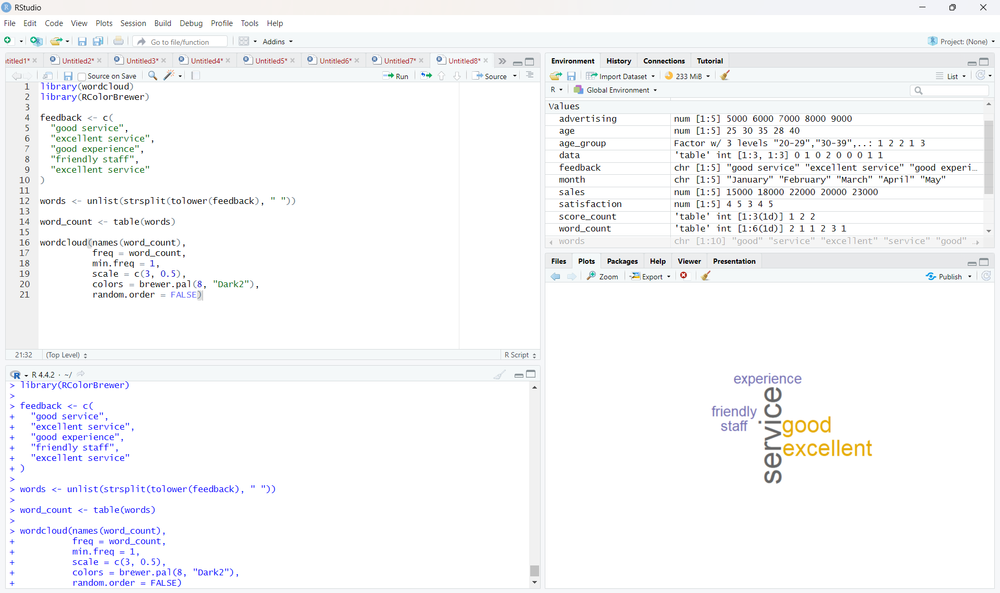 RStudio
File Edit Code View Plots Session Build Debug Profile Tools Help
Go to file/function Addins Project: (None)
ntitled1* Untitled2* Untitled3* Untitled4* Untitled5* Untitled6* Untitled7* Untitled8*
Source on Save Run Source
1 library(wordcloud)
2 library(RColorBrewer)
3
4 feedback <- c(
5 "good service",
6 "excellent service",
7 "good experience",
8 "friendly staff",
9 "excellent service"
10 )
11
12 words <- unlist(strsplit(tolower(feedback), " "))
13
14 word_count <- table(words)
15
16 wordcloud(names(word_count),
17 freq = word_count,
18 min.freq = 1,
19 scale = c(3, 0.5),
20 colors = brewer.pal(8, "Dark2"),
21 random.order = FALSE)
21:32 (Top Level) R Script
R 4.4.2 · ~/
> library(RColorBrewer)
>
> feedback <- c(
+ "good service",
+ "excellent service",
+ "good experience",
+ "friendly staff",
+ "excellent service"
+ )
>
> words <- unlist(strsplit(tolower(feedback), " "))
>
> word_count <- table(words)
>
> wordcloud(names(word_count),
+ freq = word_count,
+ min.freq = 1,
+ scale = c(3, 0.5),
+ colors = brewer.pal(8, "Dark2"),
+ random.order = FALSE)
Environment History Connections Tutorial
Import Dataset 233 MiB List
R Global Environment
Values
advertising num [1:5] 5000 6000 7000 8000 9000
age num [1:5] 25 30 35 28 40
age_group Factor w/ 3 levels "20-29","30-39",..: 1 2 2 1 3
data 'table' int [1:3, 1:3] 0 1 0 2 0 0 0 1 1
feedback chr [1:5] "good service" "excellent service" "good experi…
month chr [1:5] "January" "February" "March" "April" "May"
sales num [1:5] 15000 18000 22000 20000 23000
satisfaction num [1:5] 4 5 3 4 5
score_count 'table' int [1:3(1d)] 1 2 2
word_count 'table' int [1:6(1d)] 2 1 1 2 3 1
words chr [1:10] "good" "service" "excellent" "service" "good" …
Files Plots Packages Help Viewer Presentation
Zoom Export Publish
experience
friendly
staff
service
good
excellent